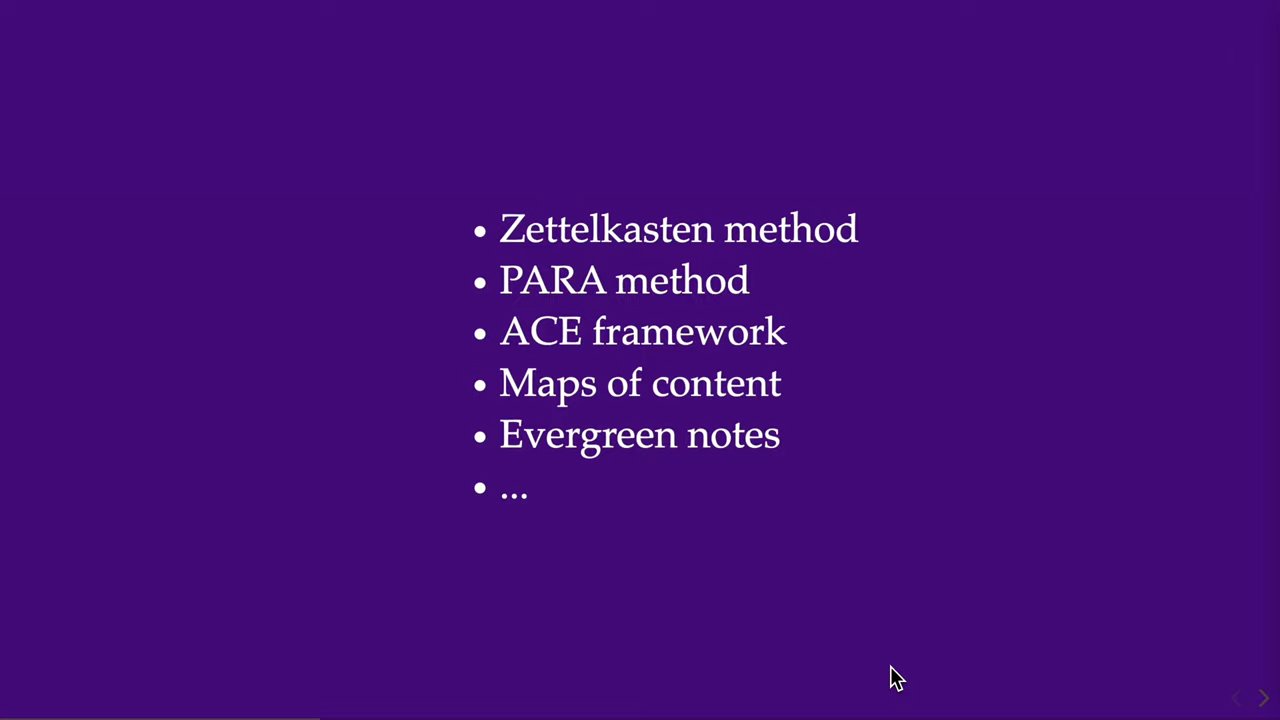 • Zettelkasten method
• PARA method
• ACE framework
• Maps of content
• Evergreen notes
• ...